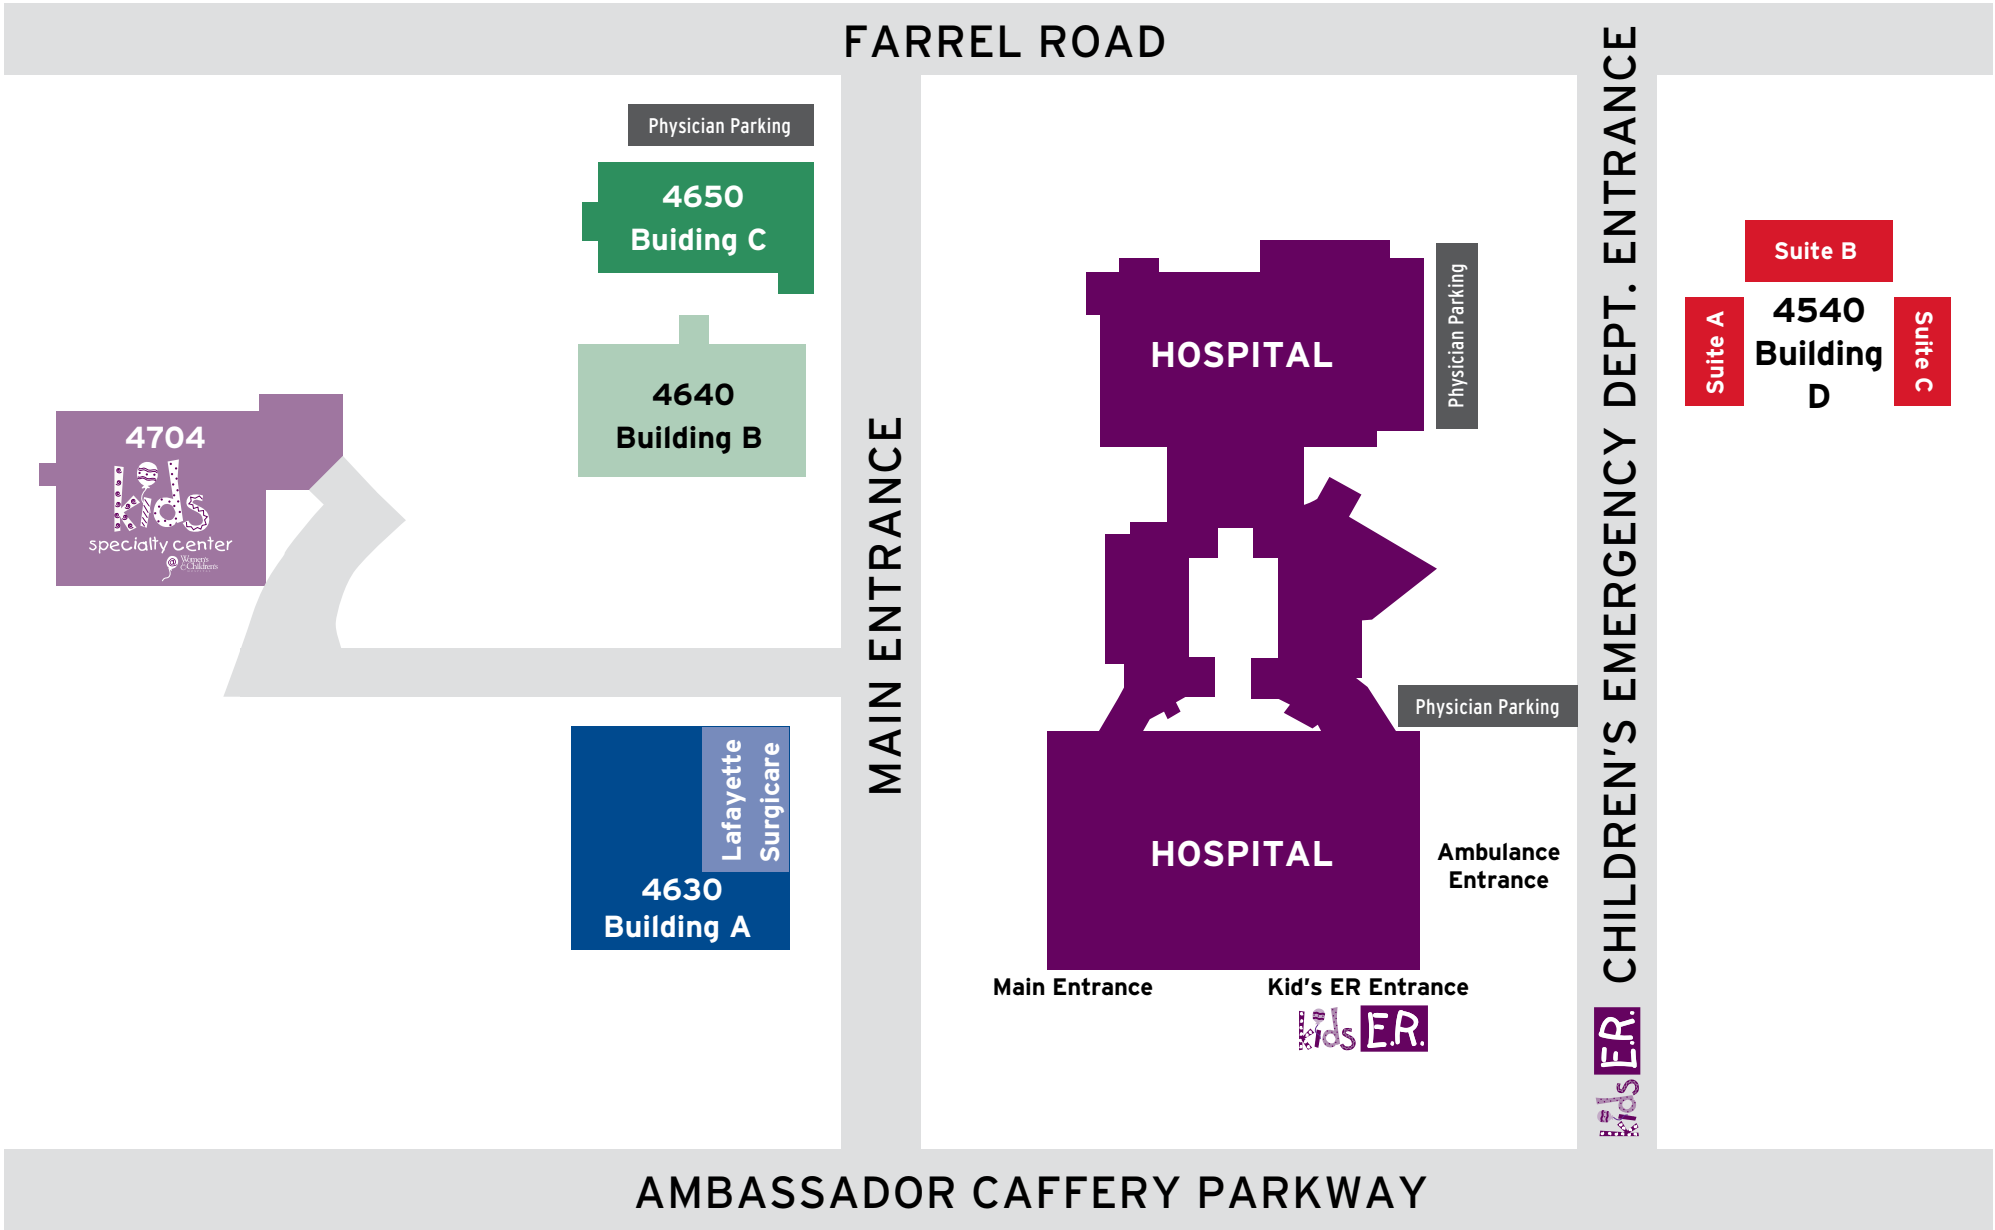 FARREL ROAD
Physician Parking
4650
Buiding C
4640
Building B
4704
kids
specialty center
@ Women's
& Children's
Lafayette
Surgicare
4630
Building A
MAIN ENTRANCE
HOSPITAL
Physician Parking
Physician Parking
HOSPITAL
Ambulance
Entrance
Main Entrance
Kid's ER Entrance
kids E.R.
kids E.R. CHILDREN'S EMERGENCY DEPT. ENTRANCE
Suite B
Suite A
4540
Building
D
Suite C
AMBASSADOR CAFFERY PARKWAY